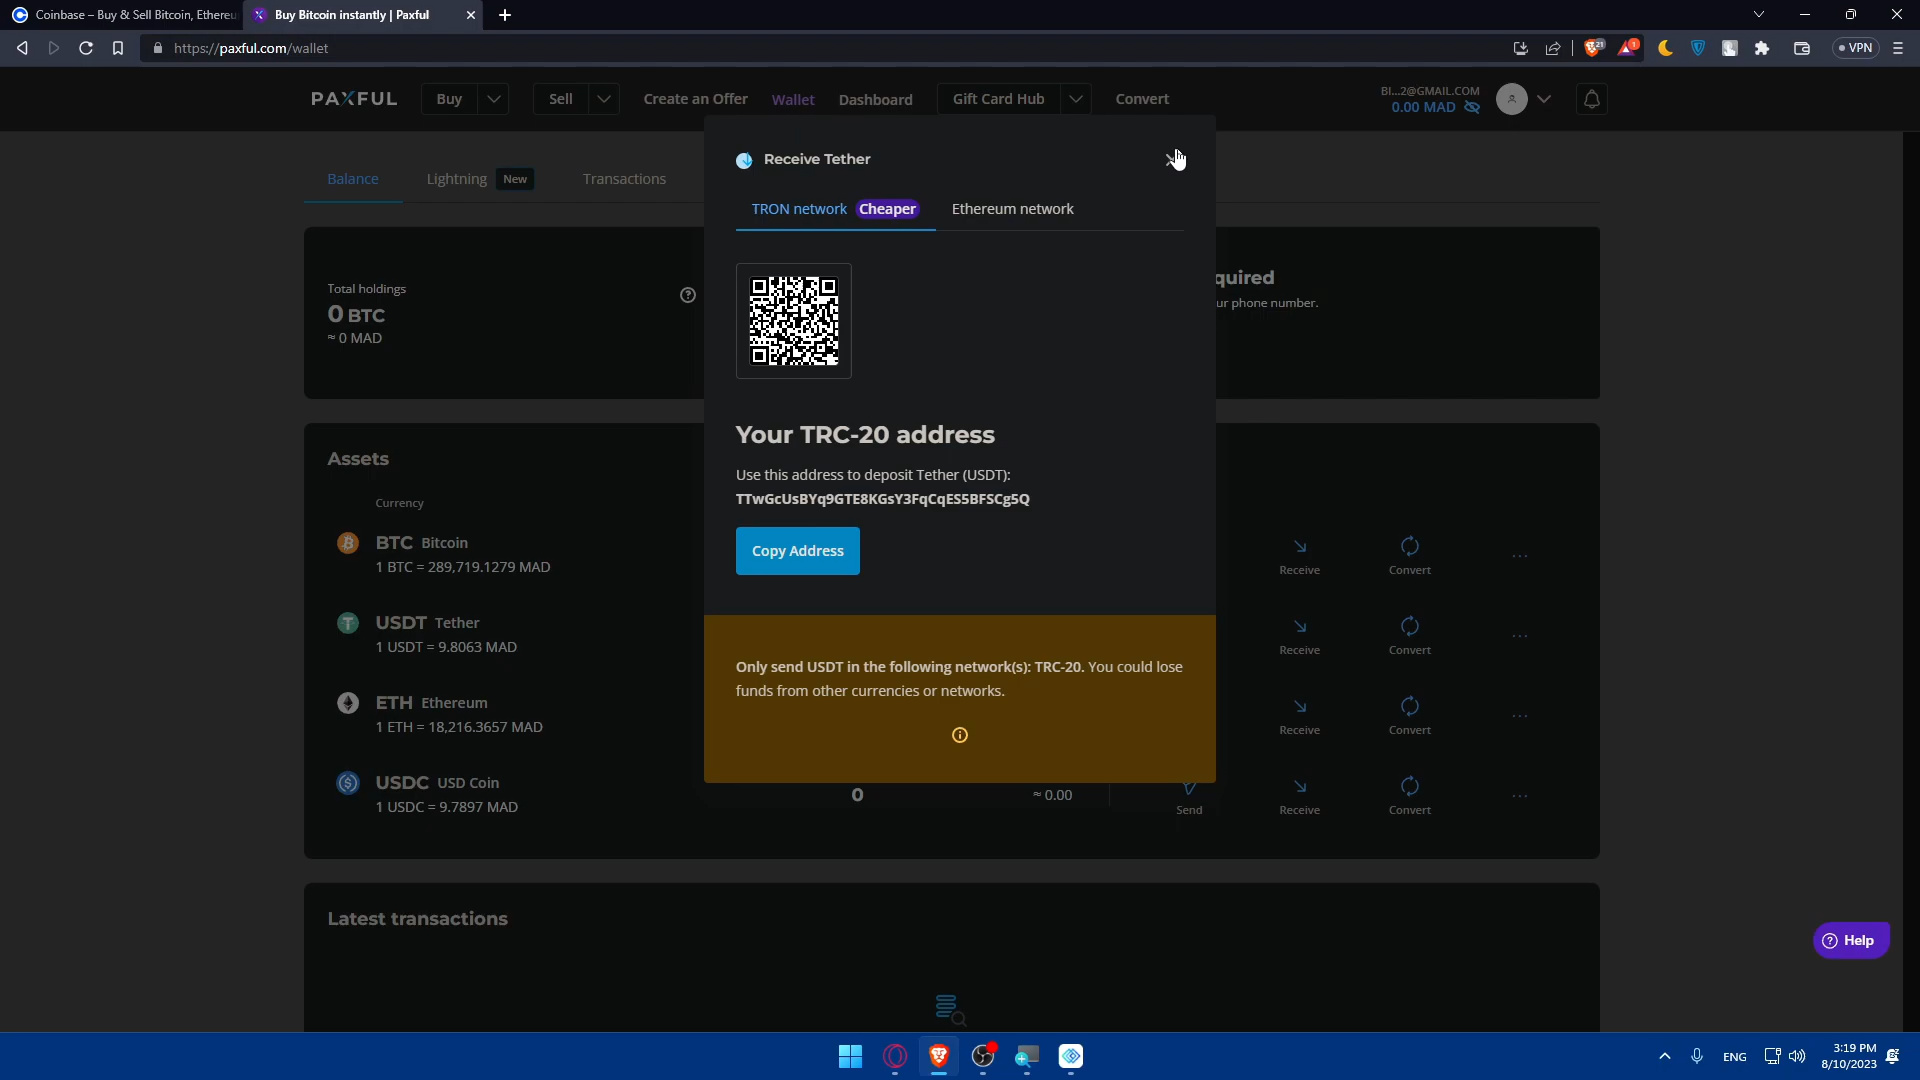 Coinbase – Buy & Sell Bitcoin, Ethereu
Buy Bitcoin instantly | Paxful
https://paxful.com/wallet
21
1
VPN
PAXFUL
Buy
Sell
Create an Offer
Wallet
Dashboard
Gift Card Hub
Convert
BI...2@GMAIL.COM
0.00 MAD
Receive Tether
Balance
Lightning New
Transactions
TRON network Cheaper
Ethereum network
Total holdings
0 BTC
≈ 0 MAD
quired
ur phone number.
Your TRC-20 address
Use this address to deposit Tether (USDT):
TTwGcUsBYq9GTE8KGsY3FqCqES5BFSCg5Q
Copy Address
Only send USDT in the following network(s): TRC-20. You could lose
funds from other currencies or networks.
Assets
Currency
BTC Bitcoin
1 BTC = 289,719.1279 MAD
Receive
Convert
USDT Tether
1 USDT = 9.8063 MAD
Receive
Convert
ETH Ethereum
1 ETH = 18,216.3657 MAD
Receive
Convert
USDC USD Coin
1 USDC = 9.7897 MAD
0
≈ 0.00
Send
Receive
Convert
Latest transactions
Help
ENG
3:19 PM
8/10/2023